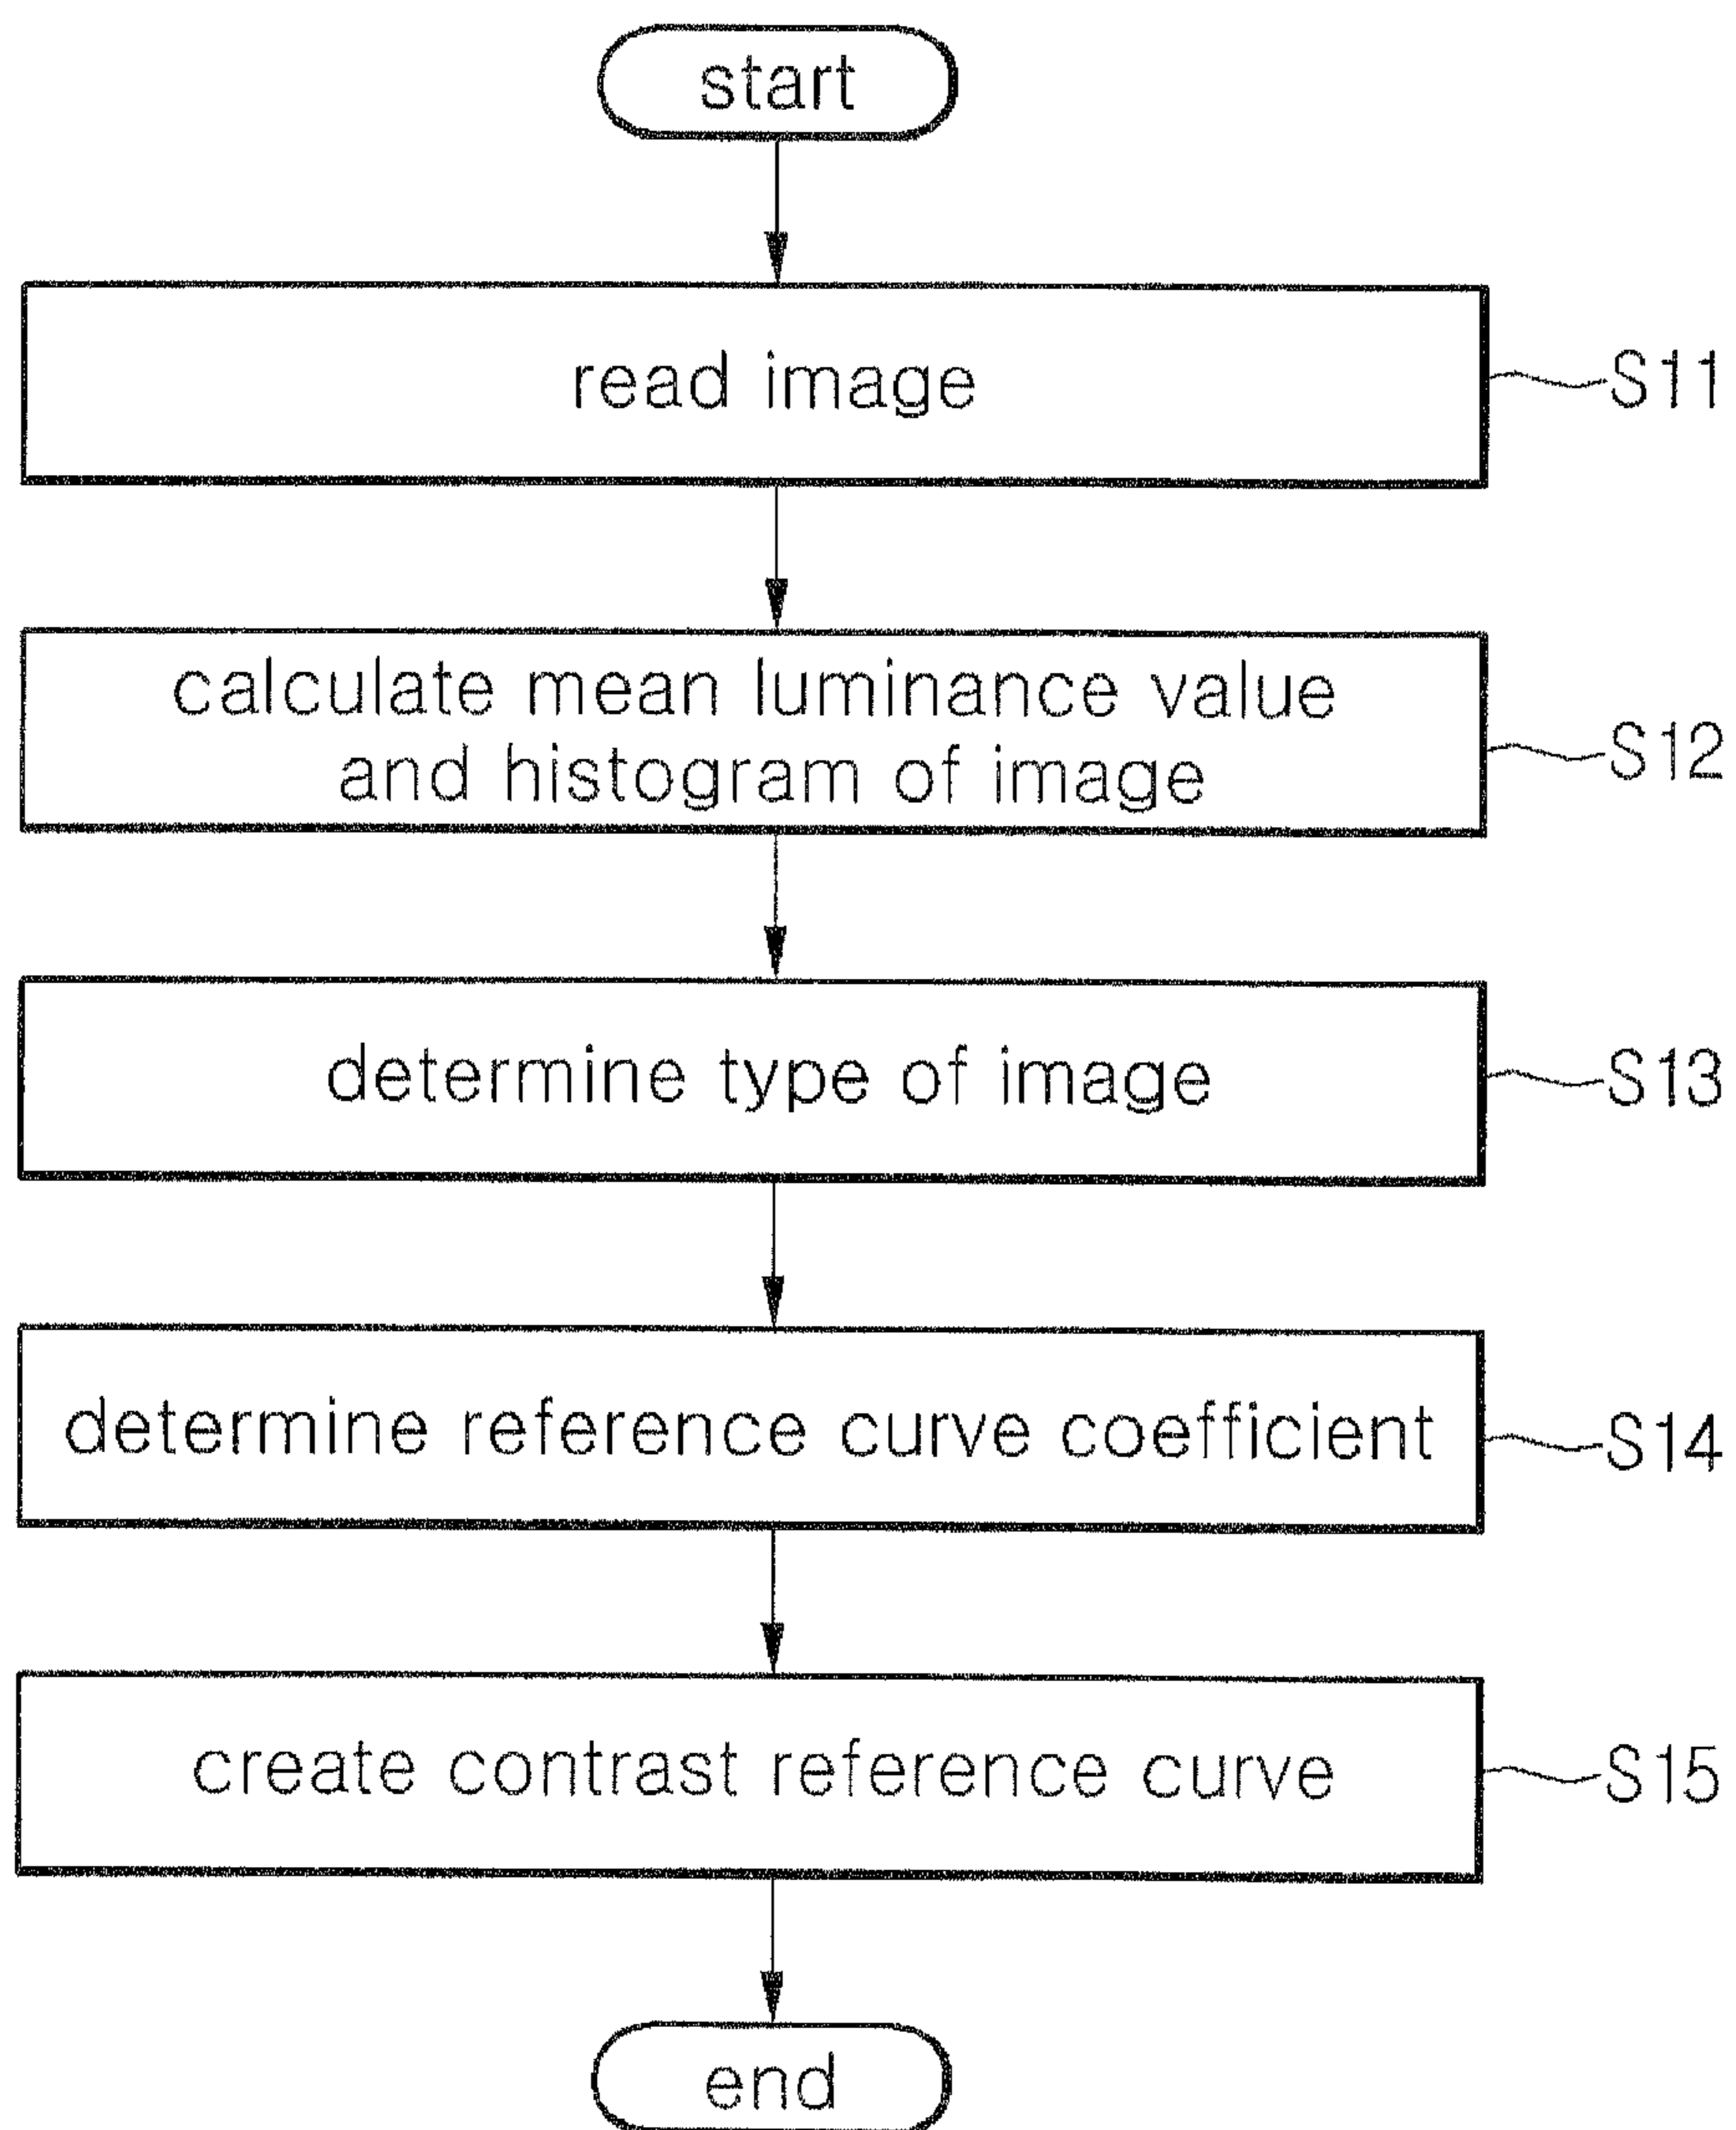 start
read image
S11
calculate mean luminance value
and histogram of image
S12
determine type of image
S13
determine reference curve coefficient
S14
create contrast reference curve
S15
end